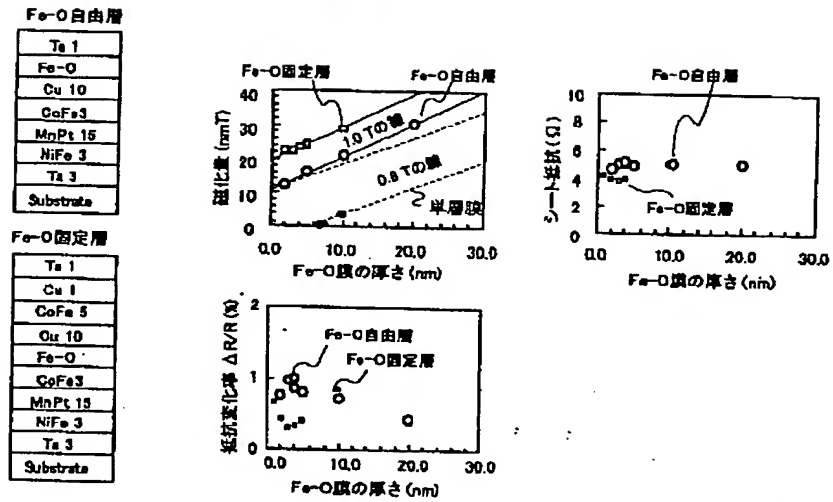 Fe-O自由層
Ta 1
Fe-O
Cu 10
CoFe3
MnPt 15
NiFe 3
Ta 3
Substrate
Fe-O固定層
Ta 1
Cu 1
CoFe 5
Cu 10
Fe-O
CoFe3
MnPt 15
NiFe 3
Ta 3
Substrate
Fe-O固定層
Fe-O自由層
磁化量(nmT)
40
30
20
10
0
1.0 Tの線
0.8 Tの線
単層膜
0.0
10.0
20.0
30.0
Fe-O膜の厚さ(nm)
Fe-O自由層
シート抵抗(Ω)
10
8
6
4
2
0
Fe-O固定層
0.0
10.0
20.0
30.0
Fe-O膜の厚さ(nm)
抵抗変化率 ΔR/R(%)
2
1
0
Fe-O自由層
Fe-O固定層
0.0
10.0
20.0
30.0
Fe-O膜の厚さ(nm)